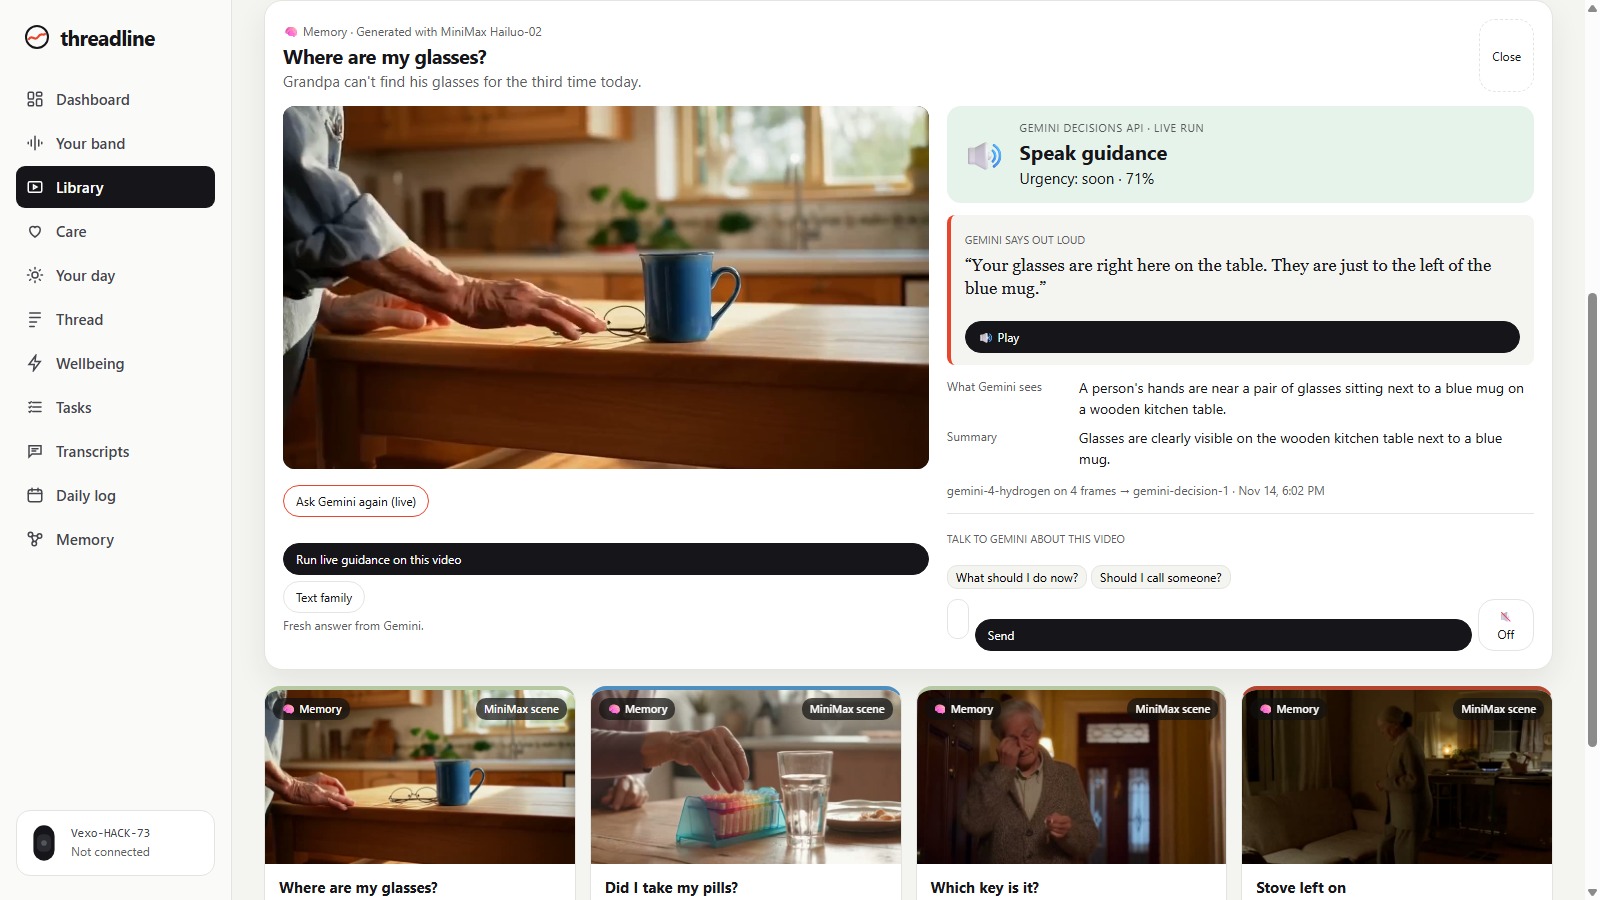 threadline
Dashboard
Your band
Library
Care
Your day
Thread
Wellbeing
Tasks
Transcripts
Daily log
Memory
Vexo-HACK-73
Not connected
Memory · Generated with MiniMax Hailuo-02
Where are my glasses?
Grandpa can't find his glasses for the third time today.
Close
Ask Gemini again (live)
Run live guidance on this video
Text family
Fresh answer from Gemini.
GEMINI DECISIONS API · LIVE RUN
Speak guidance
Urgency: soon · 71%
GEMINI SAYS OUT LOUD
“Your glasses are right here on the table. They are just to the left of the
blue mug.”
Play
What Gemini sees
A person's hands are near a pair of glasses sitting next to a blue mug on
a wooden kitchen table.
Summary
Glasses are clearly visible on the wooden kitchen table next to a blue
mug.
gemini-4-hydrogen on 4 frames → gemini-decision-1 · Nov 14, 6:02 PM
TALK TO GEMINI ABOUT THIS VIDEO
What should I do now?
Should I call someone?
Send
Off
Memory
MiniMax scene
Where are my glasses?
Memory
MiniMax scene
Did I take my pills?
Memory
MiniMax scene
Which key is it?
Memory
MiniMax scene
Stove left on